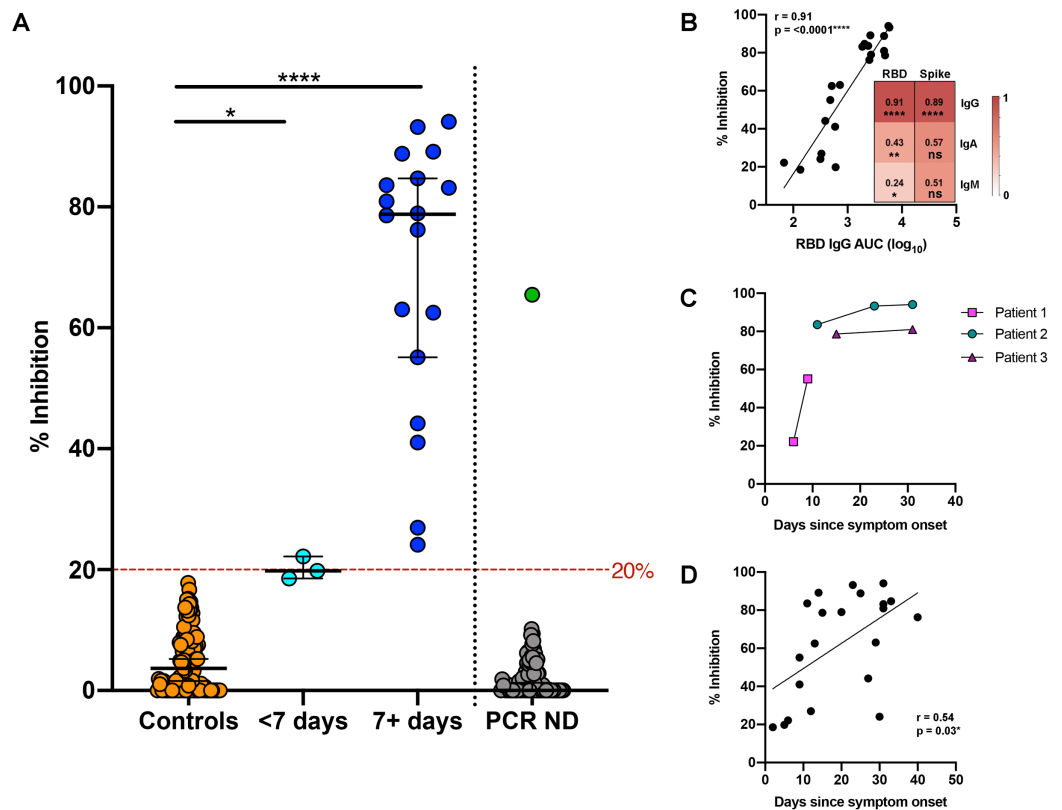 A
% Inhibition
100
80
60
40
20
0
****
*
20%
Controls
<7 days
7+ days
PCR ND
B
r = 0.91
p = <0.0001****
% Inhibition
100
80
60
40
20
0
2
3
4
5
RBD IgG AUC (log10)
RBD Spike
0.91 0.89 IgG
**** ****
0.43 0.57 IgA
** ns
0.24 0.51 IgM
* ns
1
0
C
% Inhibition
100
80
60
40
20
0
0
10
20
30
40
Days since symptom onset
Patient 1
Patient 2
Patient 3
D
% Inhibition
100
80
60
40
20
0
0
10
20
30
40
50
r = 0.54
p = 0.03*
Days since symptom onset